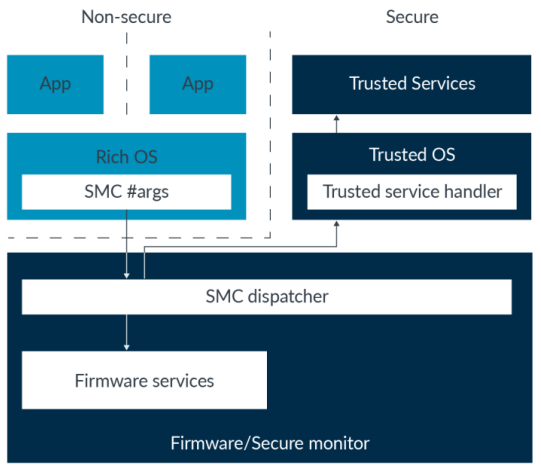 Non-secure
Secure
App
App
Trusted Services
Rich OS
SMC #args
Trusted OS
Trusted service handler
SMC dispatcher
Firmware services
Firmware/Secure monitor